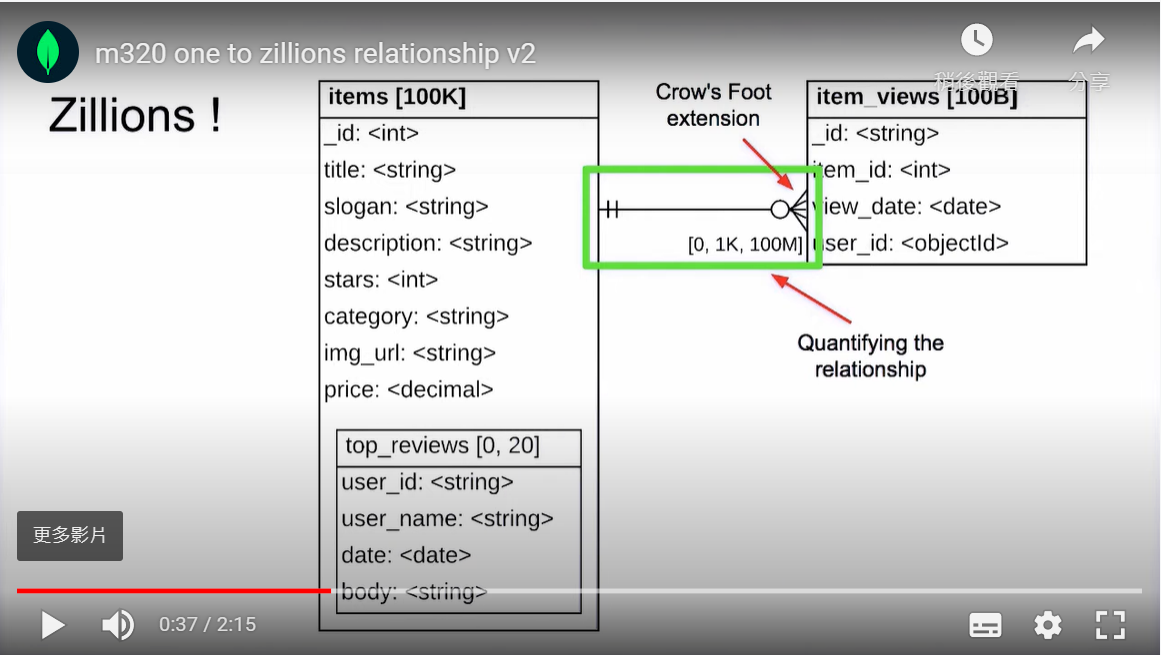 m320 one to zillions relationship v2
稍後觀看
分享
Zillions !
items [100K]
_id: <int>
title: <string>
slogan: <string>
description: <string>
stars: <int>
category: <string>
img_url: <string>
price: <decimal>
top_reviews [0, 20]
user_id: <string>
user_name: <string>
date: <date>
body: <string>
Crow's Foot
extension
[0, 1K, 100M]
Quantifying the
relationship
item_views [100B]
_id: <string>
item_id: <int>
view_date: <date>
user_id: <objectId>
更多影片
0:37 / 2:15